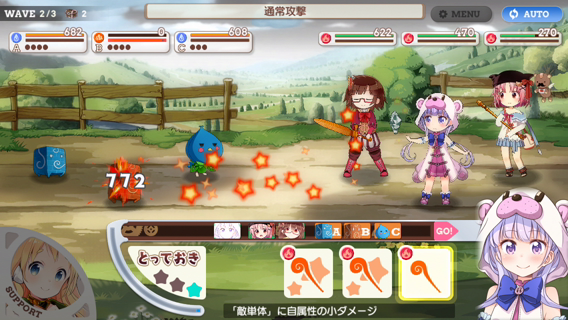 WAVE 2/3 2
通常攻撃
MENU
AUTO
682
A
0
B
608
C
622
470
270
772
A B C GO!
とっておき
SUPPORT
「敵単体」に自属性の小ダメージ